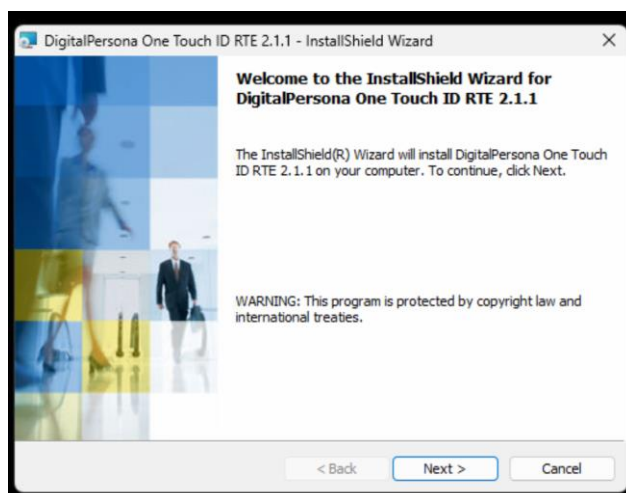 DigitalPersona One Touch ID RTE 2.1.1 - InstallShield Wizard
Welcome to the InstallShield Wizard for
DigitalPersona One Touch ID RTE 2.1.1
The InstallShield(R) Wizard will install DigitalPersona One Touch
ID RTE 2.1.1 on your computer. To continue, click Next.
WARNING: This program is protected by copyright law and
international treaties.
< Back
Next >
Cancel